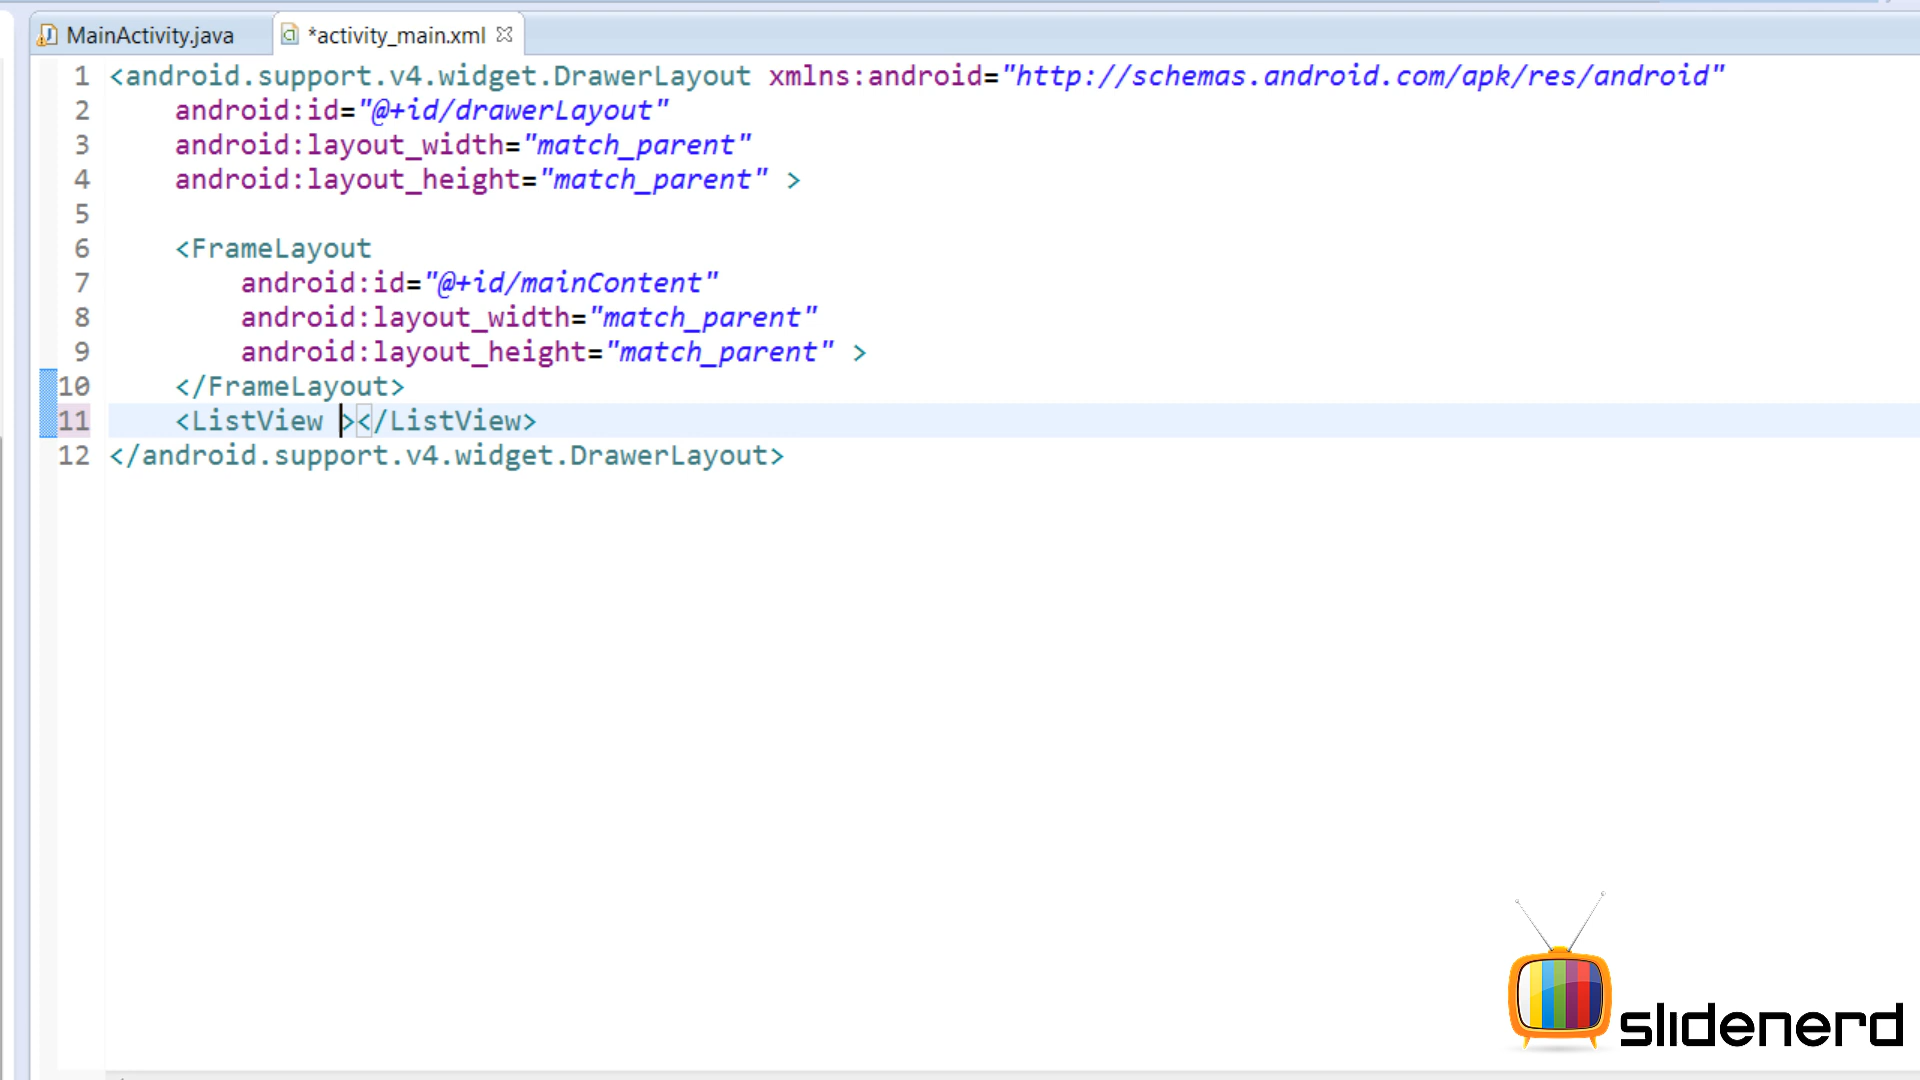 MainActivity.java
*activity_main.xml
1 <android.support.v4.widget.DrawerLayout xmlns:android="http://schemas.android.com/apk/res/android"
2 android:id="@+id/drawerLayout"
3 android:layout_width="match_parent"
4 android:layout_height="match_parent" >
5
6 <FrameLayout
7 android:id="@+id/mainContent"
8 android:layout_width="match_parent"
9 android:layout_height="match_parent" >
10 </FrameLayout>
11 <ListView ></ListView>
12 </android.support.v4.widget.DrawerLayout>
slidenerd